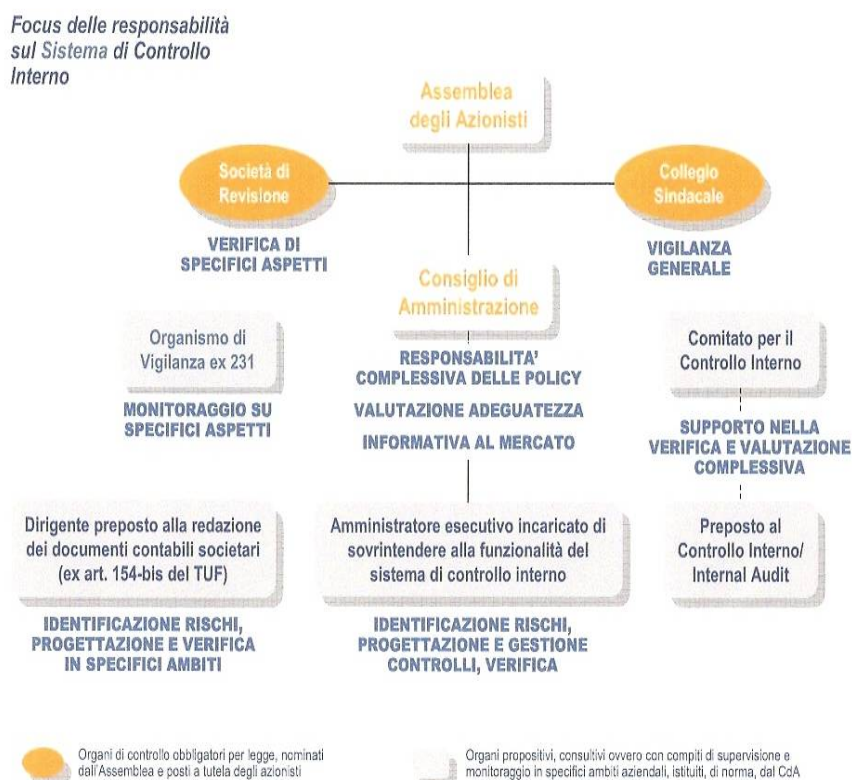 Focus delle responsabilità
sul Sistema di Controllo
Interno
Assemblea
degli Azionisti
Società di
Revisione
Collegio
Sindacale
VERIFICA DI
SPECIFICI ASPETTI
VIGILANZA
GENERALE
Consiglio di
Amministrazione
Organismo di
Vigilanza ex 231
Comitato per il
Controllo Interno
RESPONSABILITA'
COMPLESSIVA DELLE POLICY
VALUTAZIONE ADEGUATEZZA
INFORMATIVA AL MERCATO
MONITORAGGIO SU
SPECIFICI ASPETTI
SUPPORTO NELLA
VERIFICA E VALUTAZIONE
COMPLESSIVA
Dirigente preposto alla redazione
dei documenti contabili societari
(ex art. 154-bis del TUF)
Amministratore esecutivo incaricato di
sovrintendere alla funzionalità del
sistema di controllo interno
Preposto al
Controllo Interno/
Internal Audit
IDENTIFICAZIONE RISCHI,
PROGETTAZIONE E VERIFICA
IN SPECIFICI AMBITI
IDENTIFICAZIONE RISCHI,
PROGETTAZIONE E GESTIONE
CONTROLLI, VERIFICA
Organi di controllo obbligatori per legge, nominati
dall'Assemblea e posti a tutela degli azionisti
Organi propositivi, consultivi ovvero con compiti di supervisione e
monitoraggio in specifici ambiti aziendali, istituiti, di norma, dal CdA